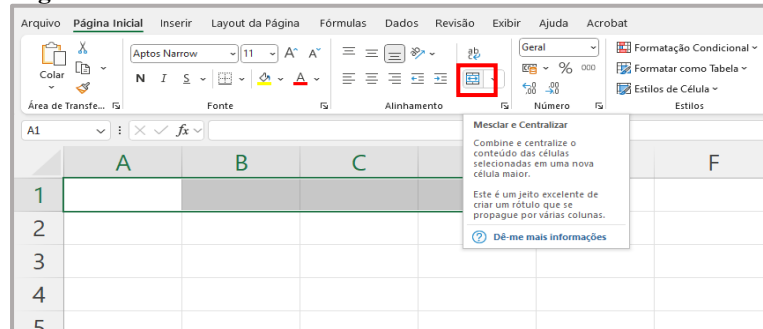 Arquivo Página Inicial Inserir Layout da Página Fórmulas Dados Revisão Exibir Ajuda Acrobat
Colar
Aptos Narrow 11 A A
N I S A
ab
Geral
% 000
Formatação Condicional
Formatar como Tabela
Estilos de Célula
Área de Transfe... Fonte Alinhamento Número Estilos
A1 fx
Mesclar e Centralizar
Combine e centralize o
conteúdo das células
selecionadas em uma nova
célula maior.
Este é um jeito excelente de
criar um rótulo que se
propague por várias colunas.
Dê-me mais informações
A B C F
1
2
3
4
5